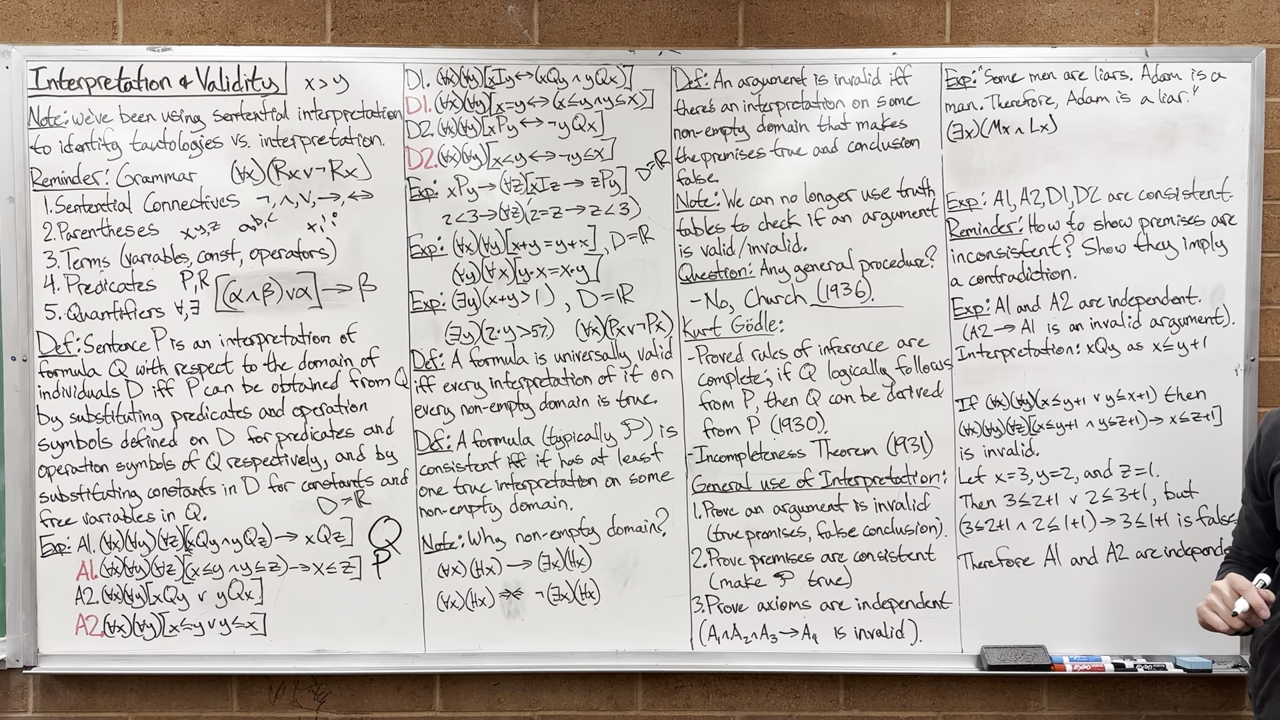 Interpretation & Validity x > y
Note: we've been using sentential interpretation
to identify tautologies vs. interpretation.
Reminder: Grammar (∀x)(Rx ∨ ¬Rx)
1. Sentential Connectives ¬, ∧, ∨, →, ↔
2. Parentheses x,y,z a,b,c
3. Terms (variables, const, operators)
4. Predicates P,R [(α ∧ β) ∨ α] → β
5. Quantifiers ∀, ∃
Def: Sentence P is an interpretation of
formula Q with respect to the domain of
individuals D iff P can be obtained from Q
by substituting predicates and operation
symbols defined on D for predicates and
operation symbols of Q respectively, and by
substituting constants in D for constants and
free variables in Q. D = ℝ
Exp: A1. (∀x)(∀y)(∀z)[xQy ∧ yQz) → xQz] Q
A1. (∀x)(∀y)(∀z)[x≤y ∧ y≤z) → x≤z] P
A2. (∀x)(∀y)[xQy ∨ yQx]
A2. (∀x)(∀y)[x≤y ∨ y≤x]
D1. (∀x)(∀y)[xIy ↔ (xQy ∧ yQx)]
D1. (∀x)(∀y)[x=y ↔ (x≤y ∧ y≤x)]
D2. (∀x)(∀y)[xPy ↔ ¬yQx]
D2. (∀x)(∀y)[x<y ↔ ¬y≤x]
Exp: xPy → (∀z)[xIz → zPy] D=ℝ
2<3 → (∀z)(2=z → z<3)
Exp: (∀x)(∀y)[x+y = y+x], D=ℝ
(∀y)(∀x)[y·x = x·y]
Exp: (∃y)(x+y>1), D=ℝ
(∃y)(2·y>57) (∀x)(Px ∨ ¬Px)
Def: A formula is universally valid
iff every interpretation of it on
every non-empty domain is true.
Def: A formula (typically P) is
consistent iff it has at least
one true interpretation on some
non-empty domain.
Note: Why non-empty domain?
(∀x)(Hx) → (∃x)(Hx)
(∀x)(Hx) ¬(∃x)(Hx)
Def: An argument is invalid iff
there's an interpretation on some
non-empty domain that makes
the premises true and conclusion
false.
Note: We can no longer use truth
tables to check if an argument
is valid/invalid.
Question: Any general procedure?
- No, Church (1936).
Kurt Gödle:
- Proved rules of inference are
complete; if Q logically follows
from P, then Q can be derived
from P (1930).
- Incompleteness Theorem (1931)
General use of Interpretation:
1. Prove an argument is invalid
(true premises, false conclusion).
2. Prove premises are consistent
(make P true)
3. Prove axioms are independent
(A₁∧A₂∧A₃→A₄ is invalid).
Exp: "Some men are liars. Adam is a
man. Therefore, Adam is a liar."
(∃x)(Mx ∧ Lx)
Exp: A1, A2, D1, D2 are consistent.
Reminder: How to show premises are
inconsistent? Show they imply
a contradiction.
Exp: A1 and A2 are independent.
(A2 → A1 is an invalid argument).
Interpretation: xQy as x≤y+1
If (∀x)(∀y)(x≤y+1 ∨ y≤x+1) then
(∀x)(∀y)(∀z)[(x≤y+1 ∧ y≤z+1) → x≤z+1]
is invalid.
Let x=3, y=2, and z=1.
Then 3≤2+1 ∨ 2≤3+1, but
(3≤2+1 ∧ 2≤1+1) → 3≤1+1 is false
Therefore A1 and A2 are independe